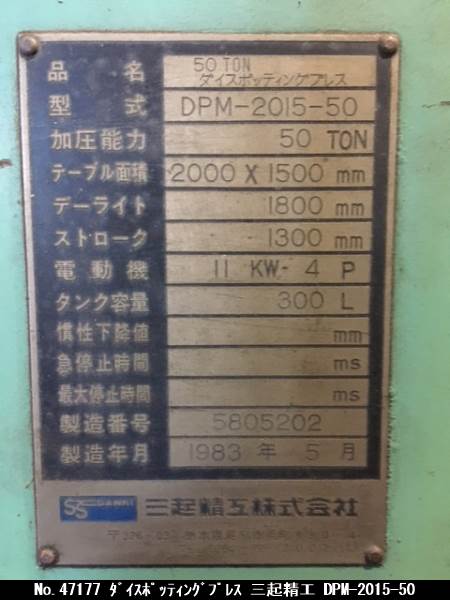 品名 50 TON
ダイスポッティングプレス
型式 DPM-2015-50
加圧能力 50 TON
テーブル面積 2000 X 1500 mm
デーライト 1800 mm
ストローク 1300 mm
電動機 11 KW- 4 P
タンク容量 300 L
慣性下降値 mm
急停止時間 ms
最大停止時間 ms
製造番号 5805202
製造年月 1983 年 5 月
SS SANKI 三起精工株式会社
No.47177 ﾀﾞｲｽﾎﾟｯﾃｨﾝｸﾞﾌﾟﾚｽ 三起精工 DPM-2015-50